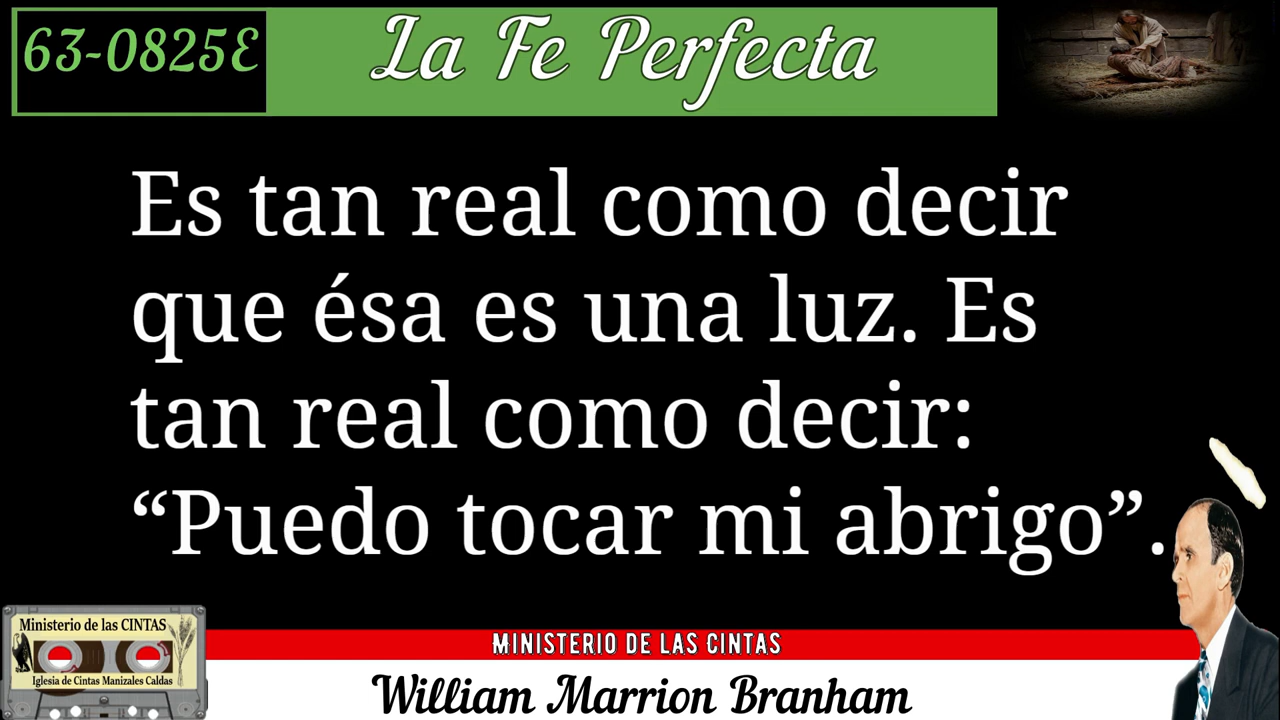 63-0825E
La Fe Perfecta
Es tan real como decir
que ésa es una luz. Es
tan real como decir:
“Puedo tocar mi abrigo”.
Ministerio de las CINTAS
Iglesia de Cintas Manizales Caldas
MINISTERIO DE LAS CINTAS
William Marrion Branham